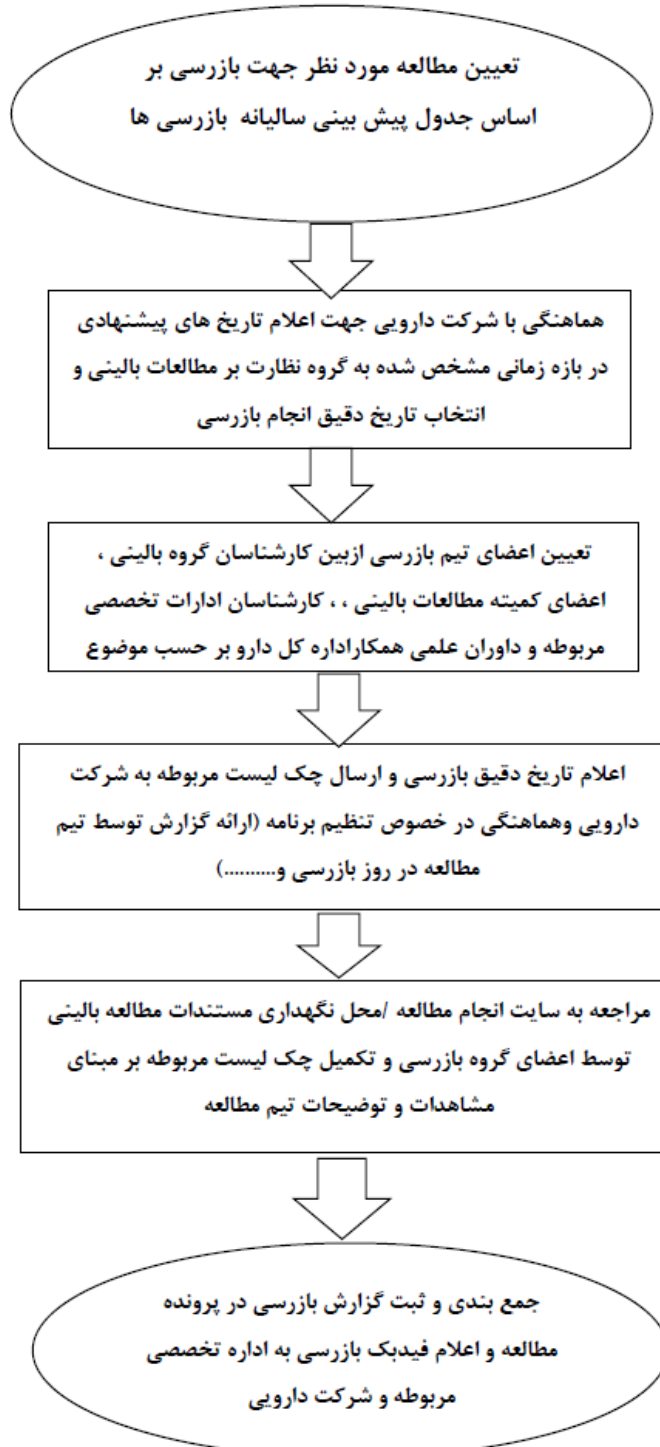 تعیین مطالعه مورد نظر جهت بازرسی بر
اساس جدول پیش بینی سالیانه بازرسی ها
هماهنگی با شرکت دارویی جهت اعلام تاریخ های پیشنهادی
در بازه زمانی مشخص شده به گروه نظارت بر مطالعات بالینی و
انتخاب تاریخ دقیق انجام بازرسی
تعیین اعضای تیم بازرسی ازبین کارشناسان گروه بالینی ،
اعضای کمیته مطالعات بالینی ، ، کارشناسان ادارات تخصصی
مربوطه و داوران علمی همکاراداره کل دارو بر حسب موضوع
اعلام تاریخ دقیق بازرسی و ارسال چک لیست مربوطه به شرکت
دارویی وهماهنگی در خصوص تنظیم برنامه (ارائه گزارش توسط تیم
مطالعه در روز بازرسی و..........)
مراجعه به سایت انجام مطالعه /محل نگهداری مستندات مطالعه بالینی
توسط اعضای گروه بازرسی و تکمیل چک لیست مربوطه بر مبنای
مشاهدات و توضیحات تیم مطالعه
جمع بندی و ثبت گزارش بازرسی در پرونده
مطالعه و اعلام فیدبک بازرسی به اداره تخصصی
مربوطه و شرکت دارویی